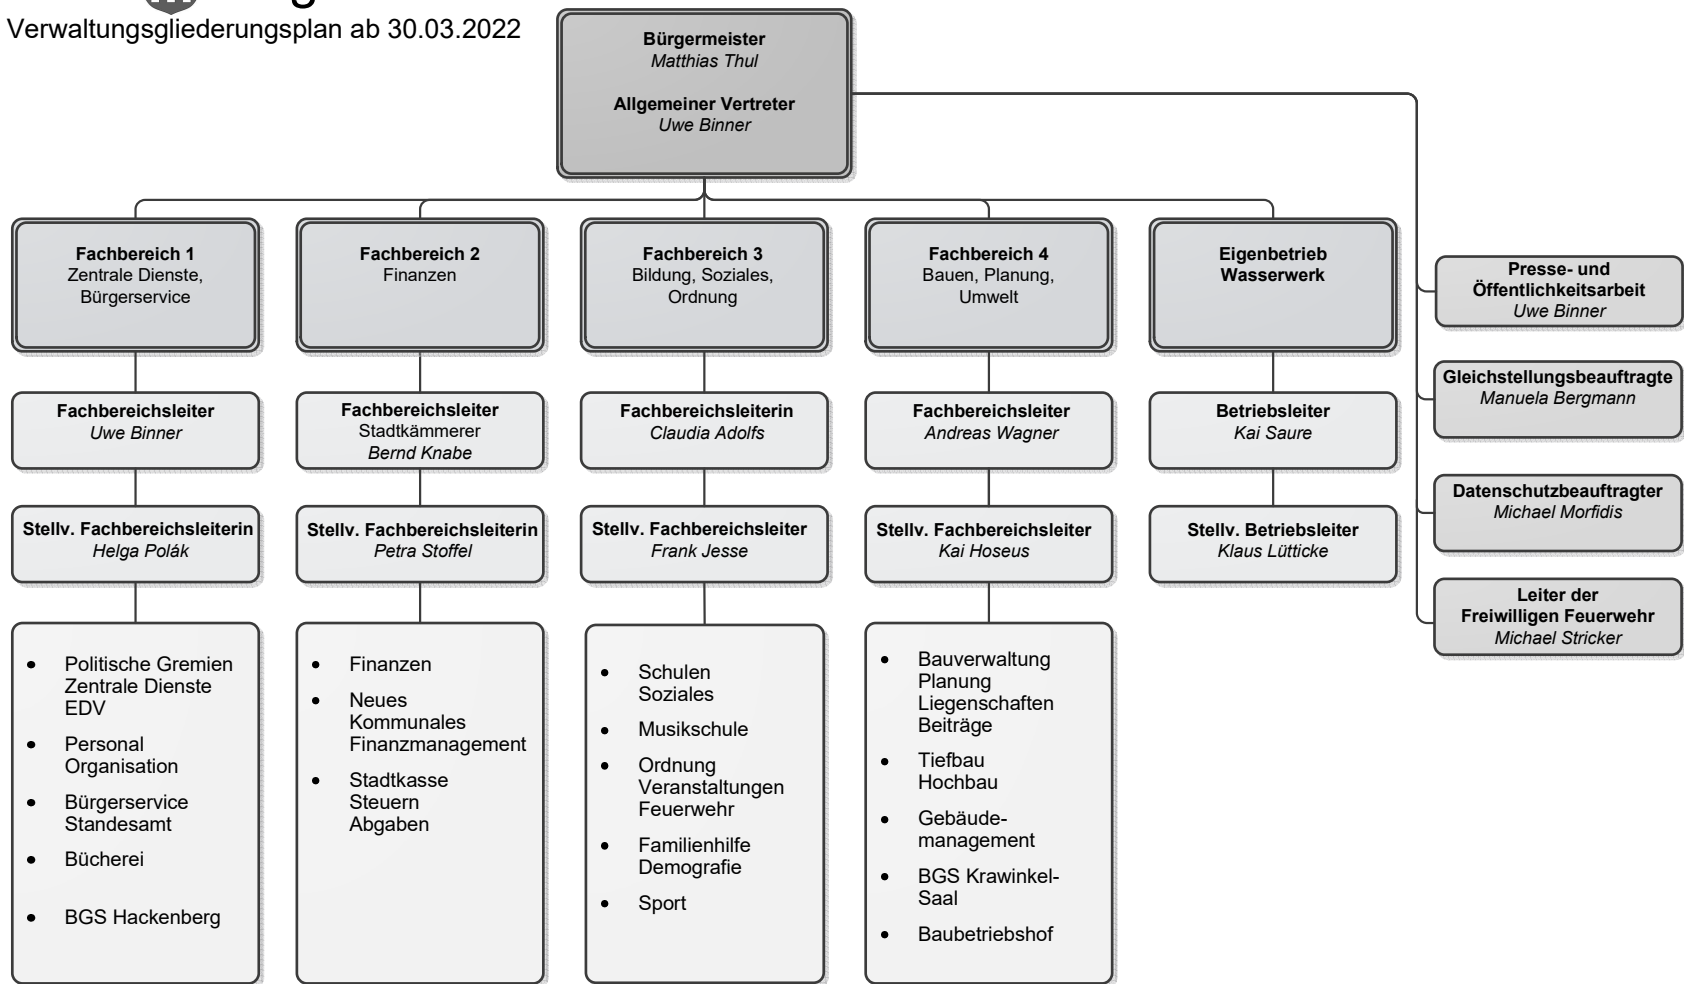 Verwaltungsgliederungsplan ab 30.03.2022
Bürgermeister
Matthias Thul
Allgemeiner Vertreter
Uwe Binner
Fachbereich 1
Zentrale Dienste,
Bürgerservice
Fachbereich 2
Finanzen
Fachbereich 3
Bildung, Soziales,
Ordnung
Fachbereich 4
Bauen, Planung,
Umwelt
Eigenbetrieb
Wasserwerk
Fachbereichsleiter
Uwe Binner
Fachbereichsleiter
Stadtkämmerer
Bernd Knabe
Fachbereichsleiterin
Claudia Adolfs
Fachbereichsleiter
Andreas Wagner
Betriebsleiter
Kai Saure
Stellv. Fachbereichsleiterin
Helga Polák
Stellv. Fachbereichsleiterin
Petra Stoffel
Stellv. Fachbereichsleiter
Frank Jesse
Stellv. Fachbereichsleiter
Kai Hoseus
Stellv. Betriebsleiter
Klaus Lütticke
• Politische Gremien
Zentrale Dienste
EDV
• Personal
Organisation
• Bürgerservice
Standesamt
• Bücherei
• BGS Hackenberg
• Finanzen
• Neues
Kommunales
Finanzmanagement
• Stadtkasse
Steuern
Abgaben
• Schulen
Soziales
• Musikschule
• Ordnung
Veranstaltungen
Feuerwehr
• Familienhilfe
Demografie
• Sport
• Bauverwaltung
Planung
Liegenschaften
Beiträge
• Tiefbau
Hochbau
• Gebäude-
management
• BGS Krawinkel-
Saal
• Baubetriebshof
Presse- und
Öffentlichkeitsarbeit
Uwe Binner
Gleichstellungsbeauftragte
Manuela Bergmann
Datenschutzbeauftragter
Michael Morfidis
Leiter der
Freiwilligen Feuerwehr
Michael Stricker